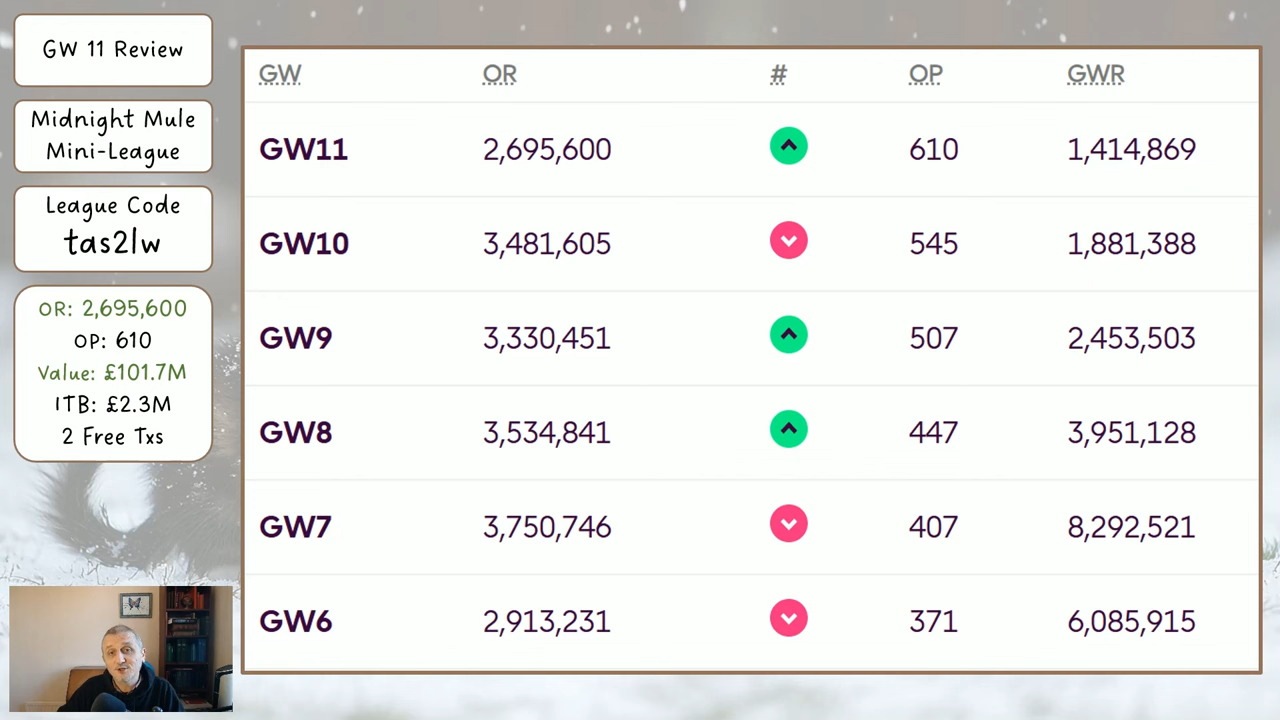 GW 11 Review
Midnight Mule
Mini-League
League Code
tas2lw
OR: 2,695,600
OP: 610
Value: £101.7M
ITB: £2.3M
2 Free Txs
GW OR # OP GWR
GW11 2,695,600 610 1,414,869
GW10 3,481,605 545 1,881,388
GW9 3,330,451 507 2,453,503
GW8 3,534,841 447 3,951,128
GW7 3,750,746 407 8,292,521
GW6 2,913,231 371 6,085,915